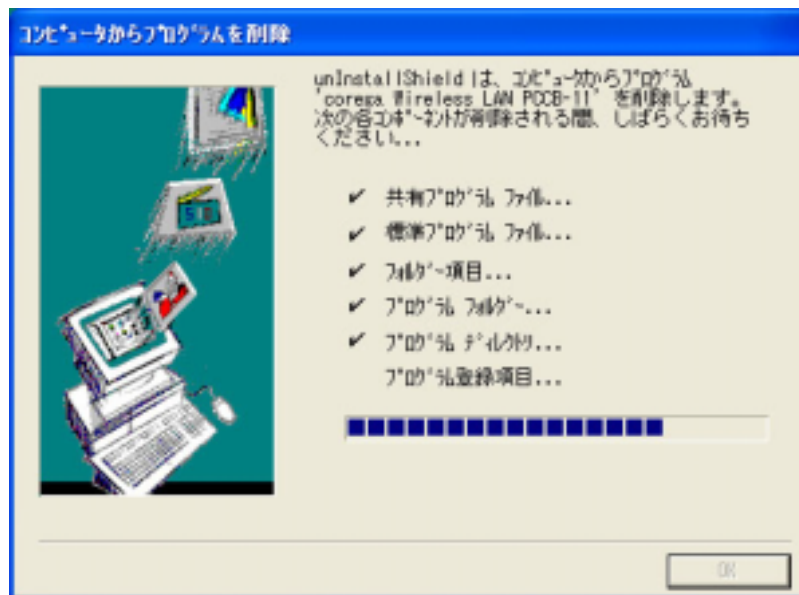 コンピュータからプログラムを削除
unInstallShield は、コンピュータからプログラム
'corega Wireless LAN PCCB-11' を削除します。
次の各コンポーネントが削除される間、しばらくお待ち
ください...
✔ 共有プログラム ファイル...
✔ 標準プログラム ファイル...
✔ フォルダー項目...
✔ プログラム フォルダー...
✔ プログラム ディレクトリ...
プログラム登録項目...
OK